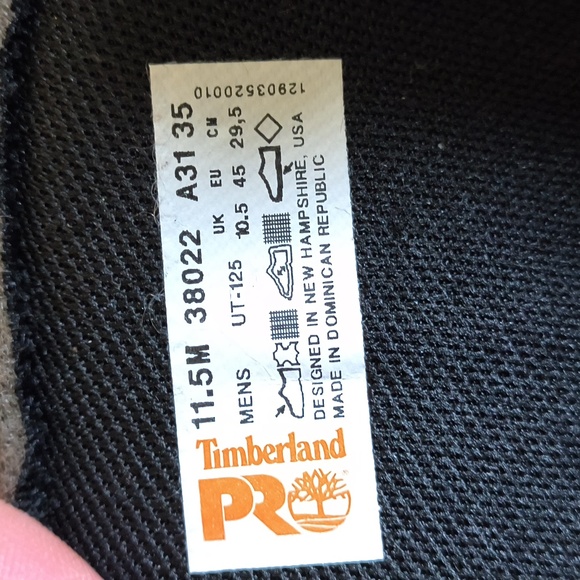 12903520010
11.5M 38022 A31 35
UK EU CM
MENS UT-125 10.5 45 29,5
DESIGNED IN NEW HAMPSHIRE, USA
MADE IN DOMINICAN REPUBLIC
Timberland
PRO